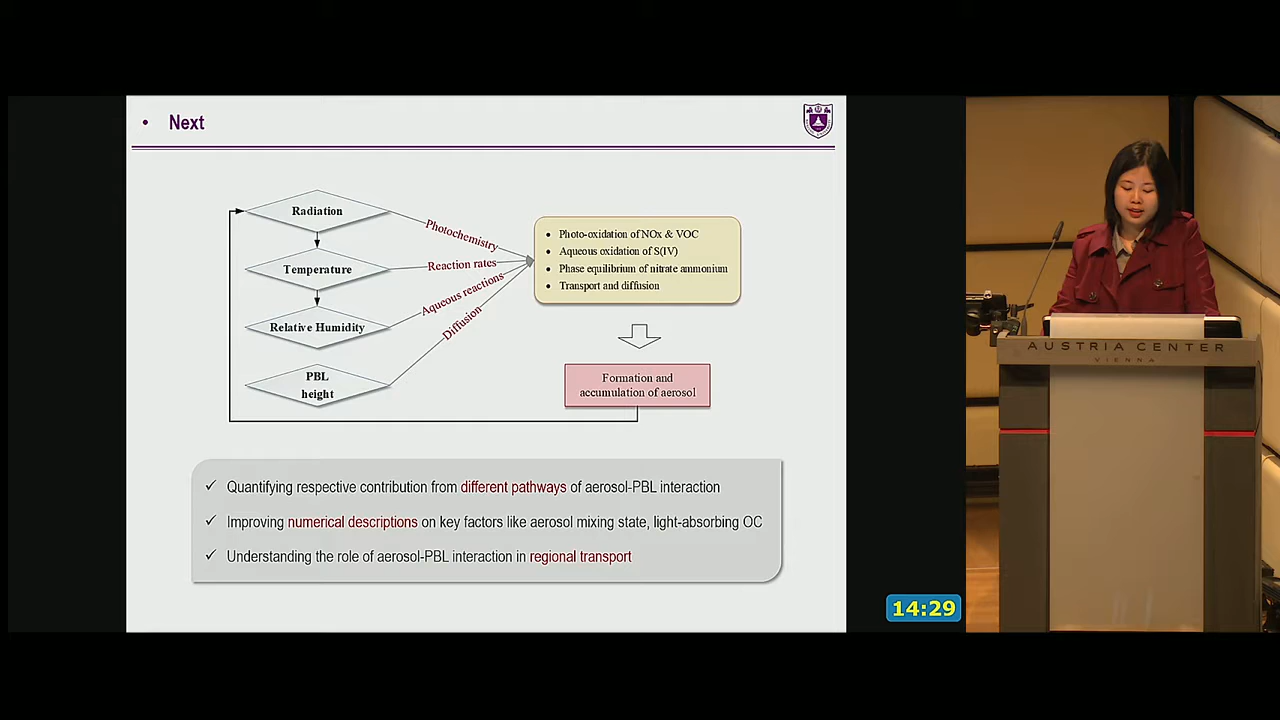 • Next
Radiation
Temperature
Relative Humidity
PBL
height
Photochemistry
Reaction rates
Aqueous reactions
Diffusion
• Photo-oxidation of NOx & VOC
• Aqueous oxidation of S(IV)
• Phase equilibrium of nitrate ammonium
• Transport and diffusion
Formation and
accumulation of aerosol
✓ Quantifying respective contribution from different pathways of aerosol-PBL interaction
✓ Improving numerical descriptions on key factors like aerosol mixing state, light-absorbing OC
✓ Understanding the role of aerosol-PBL interaction in regional transport
14:29
AUSTRIA CENTER
VIENNA